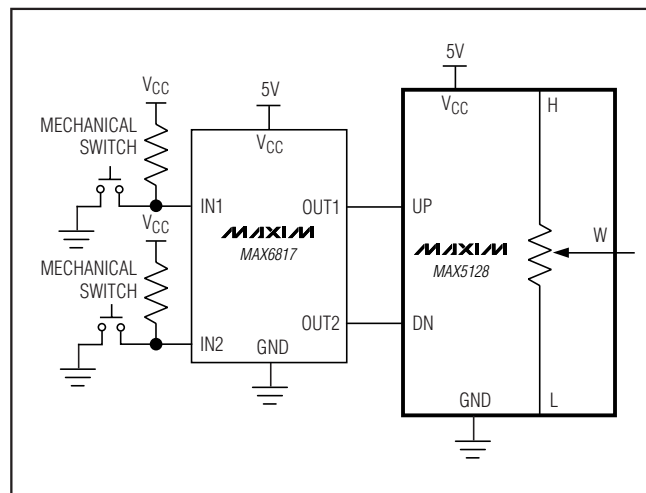 VCC
MECHANICAL
SWITCH
VCC
MECHANICAL
SWITCH
5V
VCC
IN1
OUT1
MAXIM
MAX6817
OUT2
IN2
GND
5V
VCC
H
UP
MAXIM
MAX5128
W
DN
GND
L